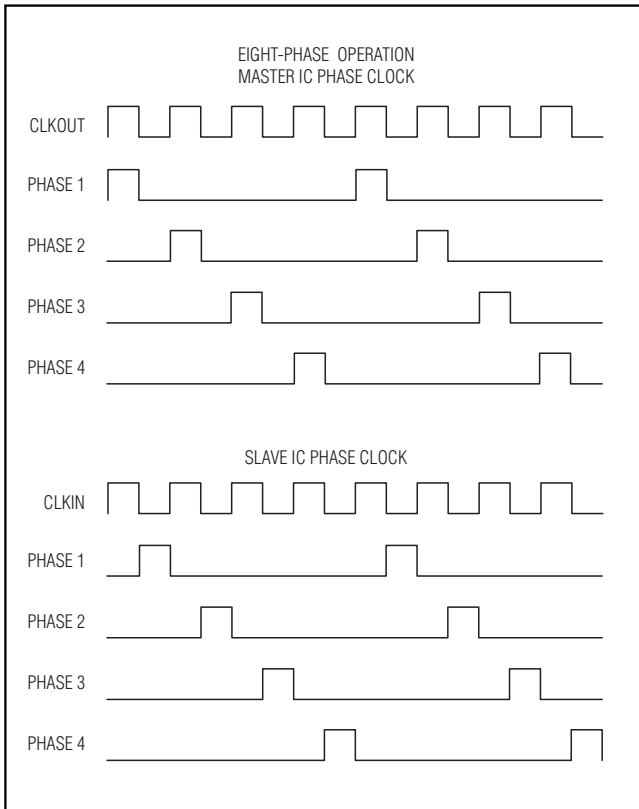 EIGHT-PHASE OPERATION
MASTER IC PHASE CLOCK
CLKOUT
PHASE 1
PHASE 2
PHASE 3
PHASE 4
SLAVE IC PHASE CLOCK
CLKIN
PHASE 1
PHASE 2
PHASE 3
PHASE 4